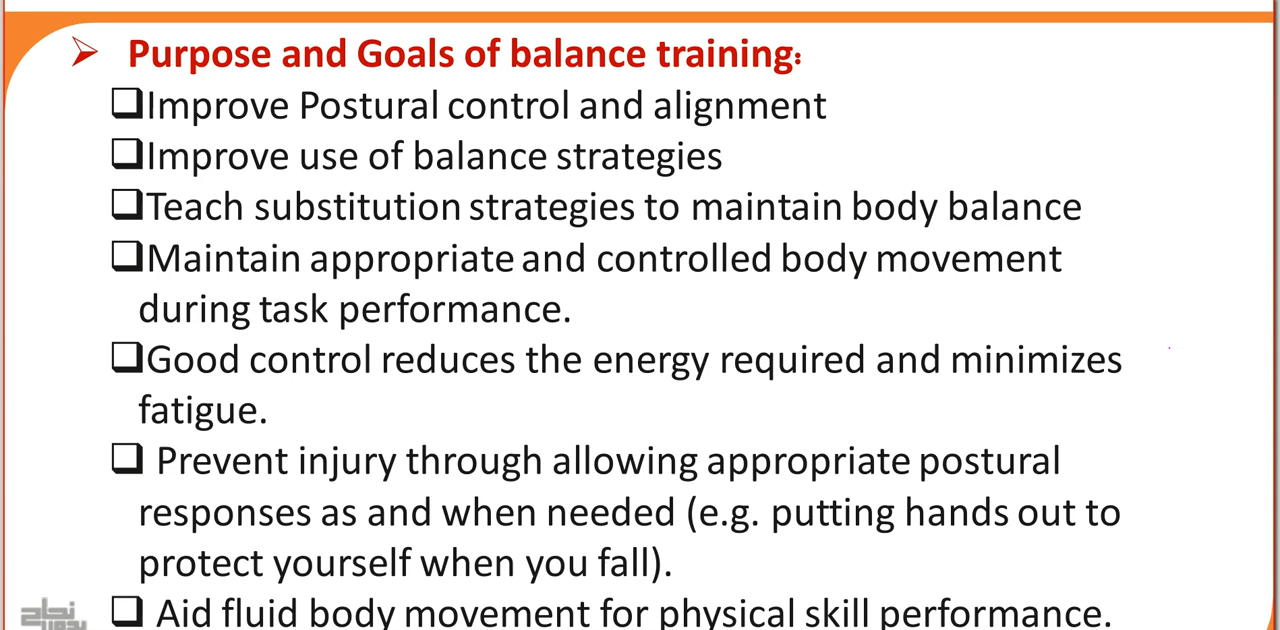 Purpose and Goals of balance training:
Improve Postural control and alignment
Improve use of balance strategies
Teach substitution strategies to maintain body balance
Maintain appropriate and controlled body movement
during task performance.
Good control reduces the energy required and minimizes
fatigue.
Prevent injury through allowing appropriate postural
responses as and when needed (e.g. putting hands out to
protect yourself when you fall).
Aid fluid body movement for physical skill performance.
نجاح